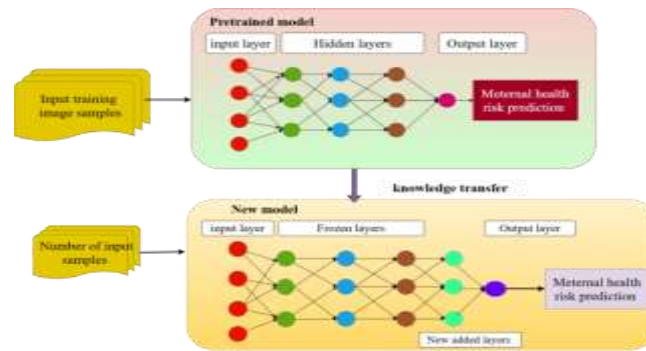 Pretrained model
input layer
Hidden layers
Output layer
Input training
image samples
Meternal health
risk prediction
knowledge transfer
New model
input layer
Frozen layers
Output layer
Number of input
samples
Meternal health
risk prediction
New added layers